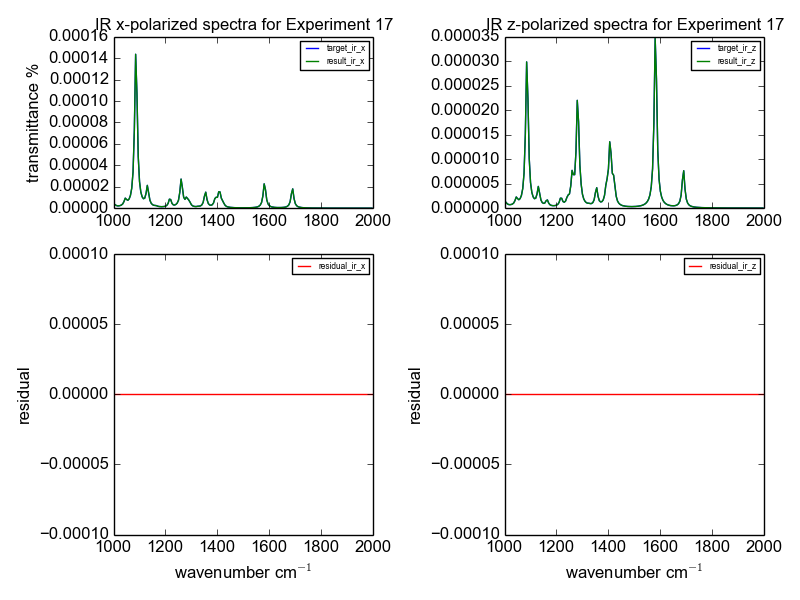 IR x-polarized spectra for Experiment 17
0.00016
0.00014
0.00012
0.00010
0.00008
0.00006
0.00004
0.00002
0.00000
transmittance %
target_ir_x
result_ir_x
1000 1200 1400 1600 1800 2000
IR z-polarized spectra for Experiment 17
0.000035
0.000030
0.000025
0.000020
0.000015
0.000010
0.000005
0.000000
target_ir_z
result_ir_z
1000 1200 1400 1600 1800 2000
0.00010
0.00005
0.00000
−0.00005
−0.00010
residual
residual_ir_x
1000 1200 1400 1600 1800 2000
wavenumber cm⁻¹
0.00010
0.00005
0.00000
−0.00005
−0.00010
residual
residual_ir_z
1000 1200 1400 1600 1800 2000
wavenumber cm⁻¹